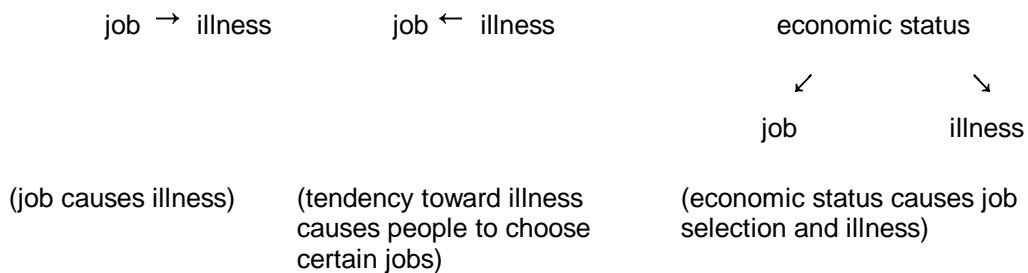 job → illness
job ← illness
economic status
↙ ↘
job illness
(job causes illness)
(tendency toward illness
causes people to choose
certain jobs)
(economic status causes job
selection and illness)